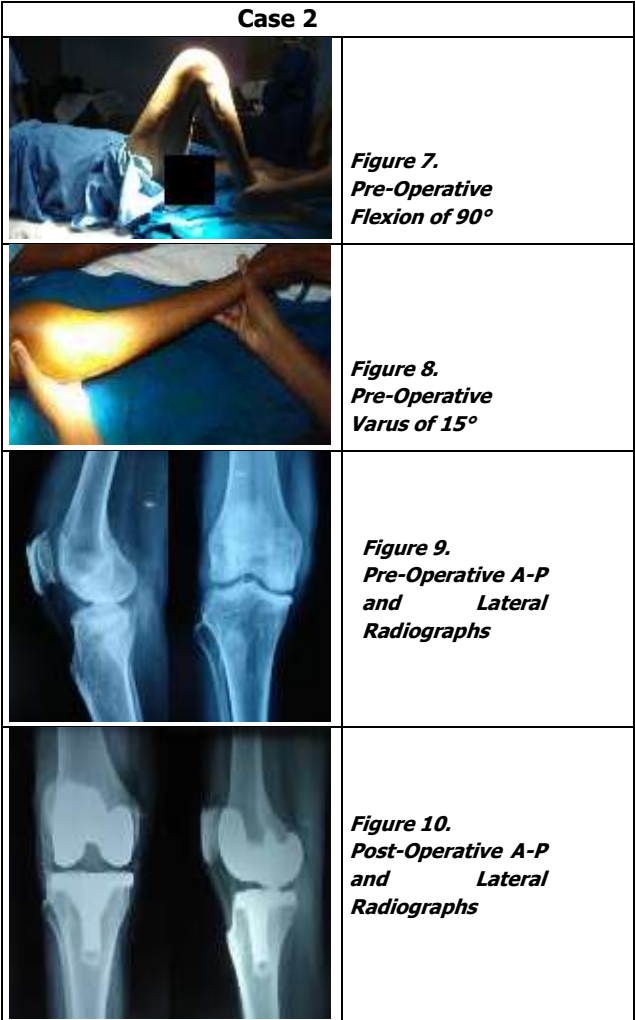 Case 2
Figure 7.
Pre-Operative
Flexion of 90°
Figure 8.
Pre-Operative
Varus of 15°
Figure 9.
Pre-Operative A-P
and Lateral
Radiographs
Figure 10.
Post-Operative A-P
and Lateral
Radiographs